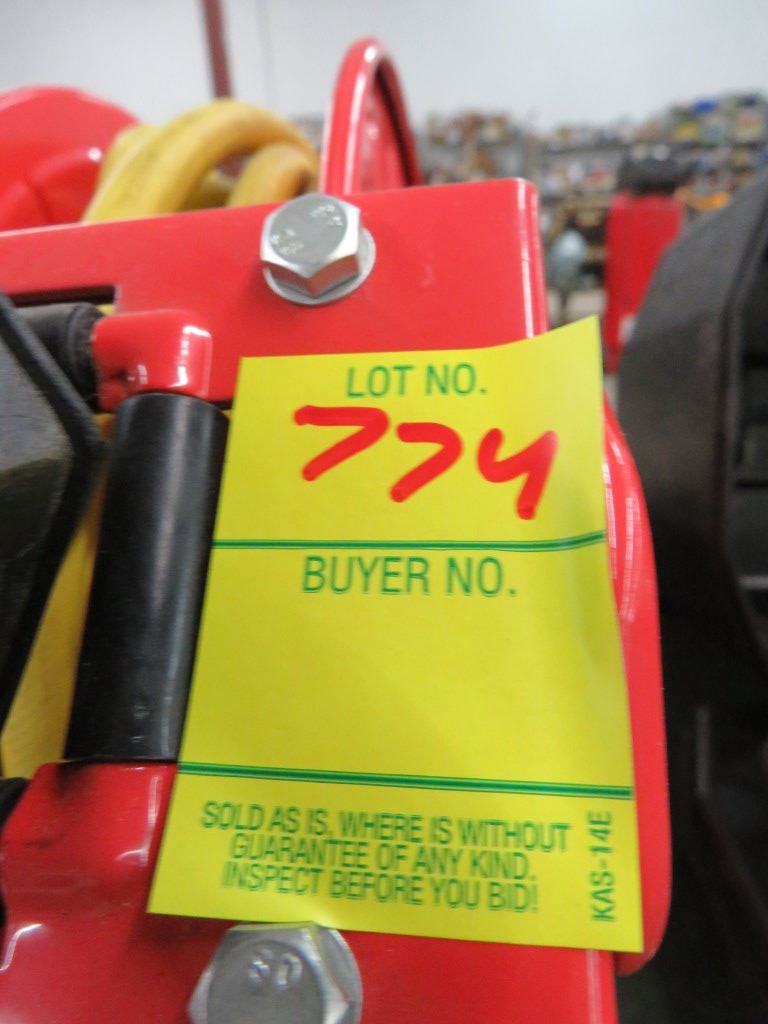 LOT NO.
774
BUYER NO.
SOLD AS IS, WHERE IS WITHOUT
GUARANTEE OF ANY KIND.
INSPECT BEFORE YOU BID!
KAS-14E